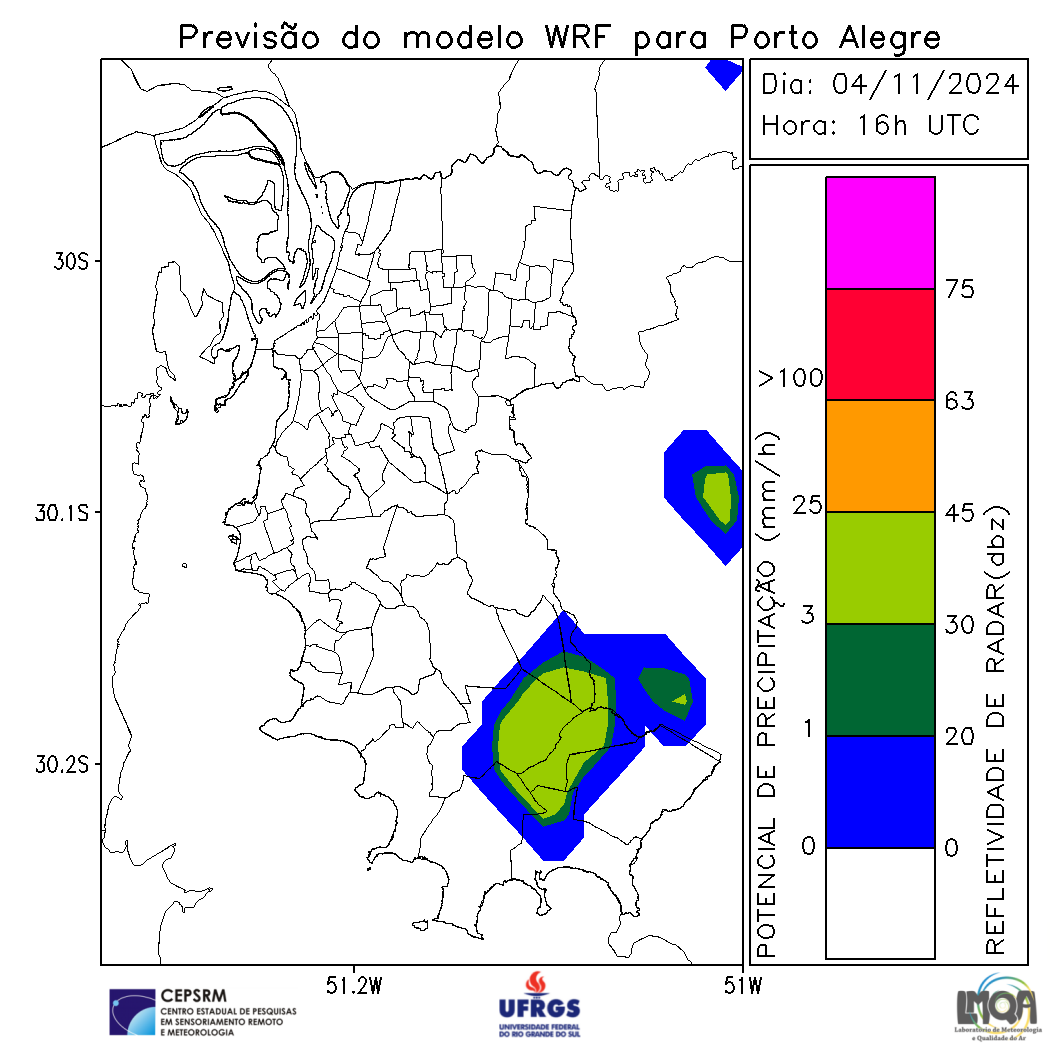 Previsão do modelo WRF para Porto Alegre
Dia: 04/11/2024
Hora: 16h UTC
30S
30.1S
30.2S
51.2W
51W
POTENCIAL DE PRECIPITAÇÃO (mm/h)
>100
25
3
1
0
75
63
45
30
20
0
REFLETIVIDADE DE RADAR(dbz)
CEPSRM
CENTRO ESTADUAL DE PESQUISAS
EM SENSORIAMENTO REMOTO
E METEOROLOGIA
UFRGS
UNIVERSIDADE FEDERAL
DO RIO GRANDE DO SUL
LMQA
Laboratório de Meteorologia
e Qualidade do Ar